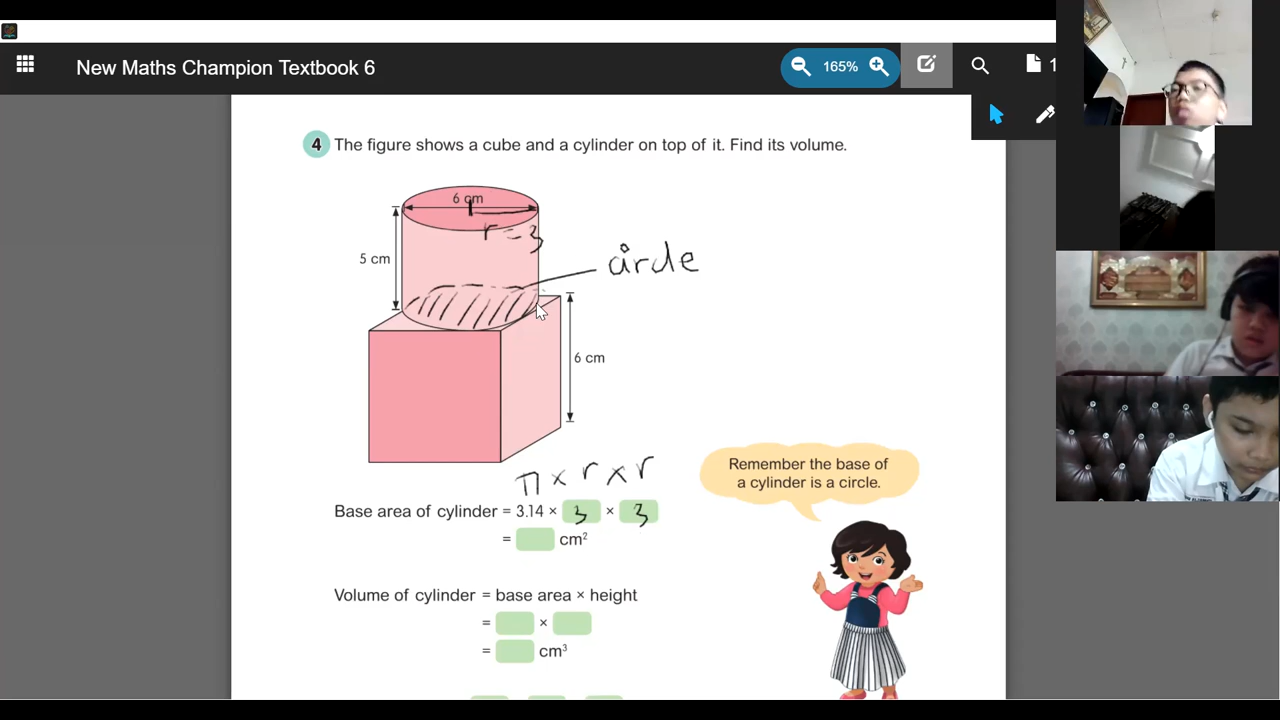 New Maths Champion Textbook 6
165%
1
4 The figure shows a cube and a cylinder on top of it. Find its volume.
6 cm
r = 3
5 cm
circle
6 cm
π × r × r
Remember the base of
a cylinder is a circle.
Base area of cylinder = 3.14 × 3 × 3
= cm²
Volume of cylinder = base area × height
= ×
= cm³